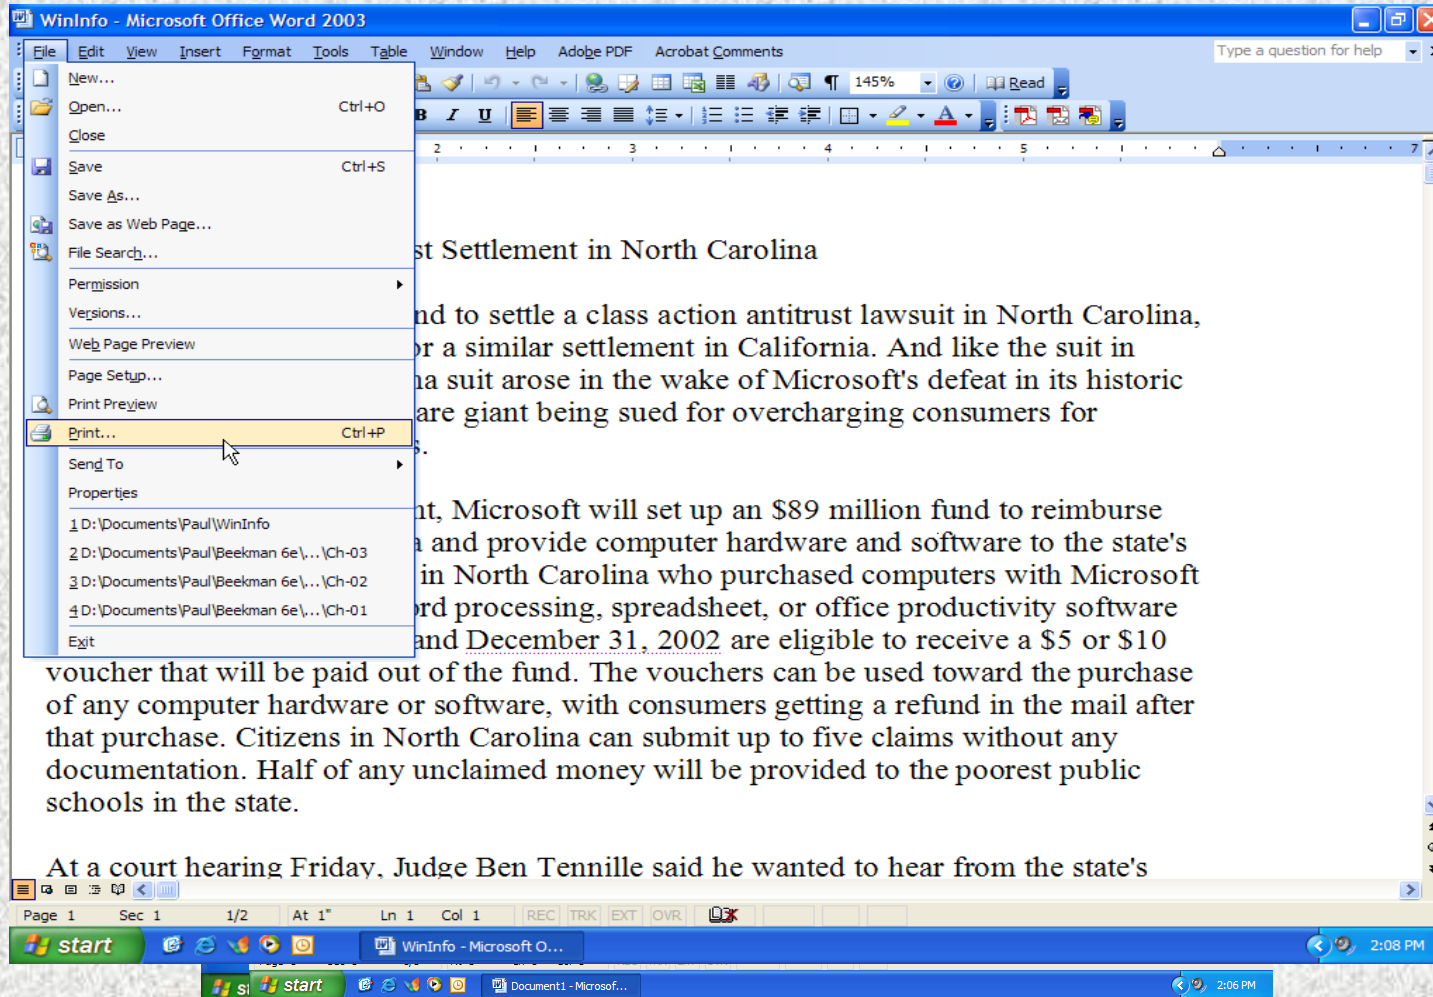 WinInfo - Microsoft Office Word 2003
File Edit View Insert Format Tools Table Window Help Adobe PDF Acrobat Comments Type a question for help
New...
145% Read
Open... Ctrl+O
B I U A
Close
2 3 4 5 7
Save Ctrl+S
Save As...
Save as Web Page...
File Search...
st Settlement in North Carolina
Permission
Versions...
nd to settle a class action antitrust lawsuit in North Carolina,
Web Page Preview
or a similar settlement in California. And like the suit in
Page Setup...
na suit arose in the wake of Microsoft's defeat in its historic
Print Preview
are giant being sued for overcharging consumers for
Print... Ctrl+P
s.
Send To
Properties
nt, Microsoft will set up an $89 million fund to reimburse
1 D:\Documents\Paul\WinInfo
a and provide computer hardware and software to the state's
2 D:\Documents\Paul\Beekman 6e\...\Ch-03
in North Carolina who purchased computers with Microsoft
3 D:\Documents\Paul\Beekman 6e\...\Ch-02
ord processing, spreadsheet, or office productivity software
4 D:\Documents\Paul\Beekman 6e\...\Ch-01
and December 31, 2002 are eligible to receive a $5 or $10
Exit
voucher that will be paid out of the fund. The vouchers can be used toward the purchase
of any computer hardware or software, with consumers getting a refund in the mail after
that purchase. Citizens in North Carolina can submit up to five claims without any
documentation. Half of any unclaimed money will be provided to the poorest public
schools in the state.
At a court hearing Friday, Judge Ben Tennille said he wanted to hear from the state's
Page 1 Sec 1 1/2 At 1" Ln 1 Col 1 REC TRK EXT OVR
start WinInfo - Microsoft O... 2:08 PM
start Document1 - Microsof... 2:06 PM